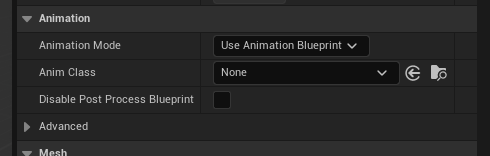 Animation
Animation Mode
Use Animation Blueprint
Anim Class
None
Disable Post Process Blueprint
Advanced
Mesh